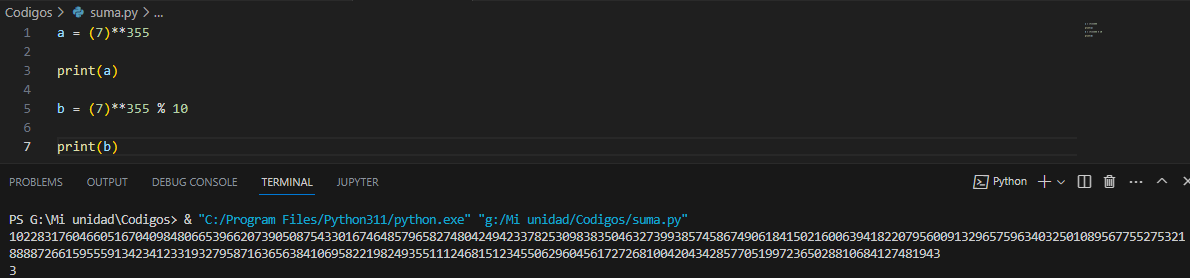 Codigos > suma.py > ...
1 a = (7)**355
2
3 print(a)
4
5 b = (7)**355 % 10
6
7 print(b)
PROBLEMS OUTPUT DEBUG CONSOLE TERMINAL JUPYTER Python
PS G:\Mi unidad\Codigos> & "C:/Program Files/Python311/python.exe" "g:/Mi unidad/Codigos/suma.py"
102283176046605167040984806653966207390508754330167464857965827480424942337825309838350463273993857458674906184150216006394182207956009132965759634032501089567755275321
8888726615955591342341233193279587163656384106958221982493551112468151234550629604561727268100420434285770519972365028810684127481943
3